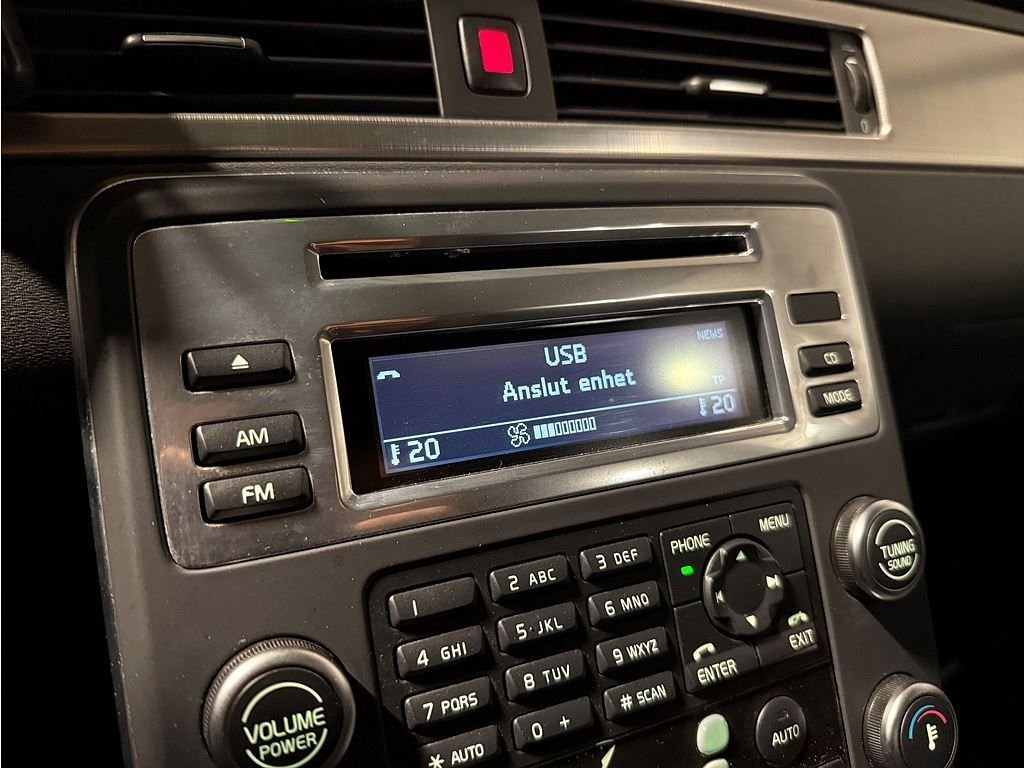 NEWS
USB
Anslut enhet
TP
20
20
CD
MODE
AM
FM
MENU
PHONE
1
2 ABC
3 DEF
4 GHI
5·JKL
6 MNO
7 PQRS
8 TUV
9 WXYZ
* AUTO
0 +
# SCAN
ENTER
EXIT
TUNING
SOUND
VOLUME
POWER
AUTO